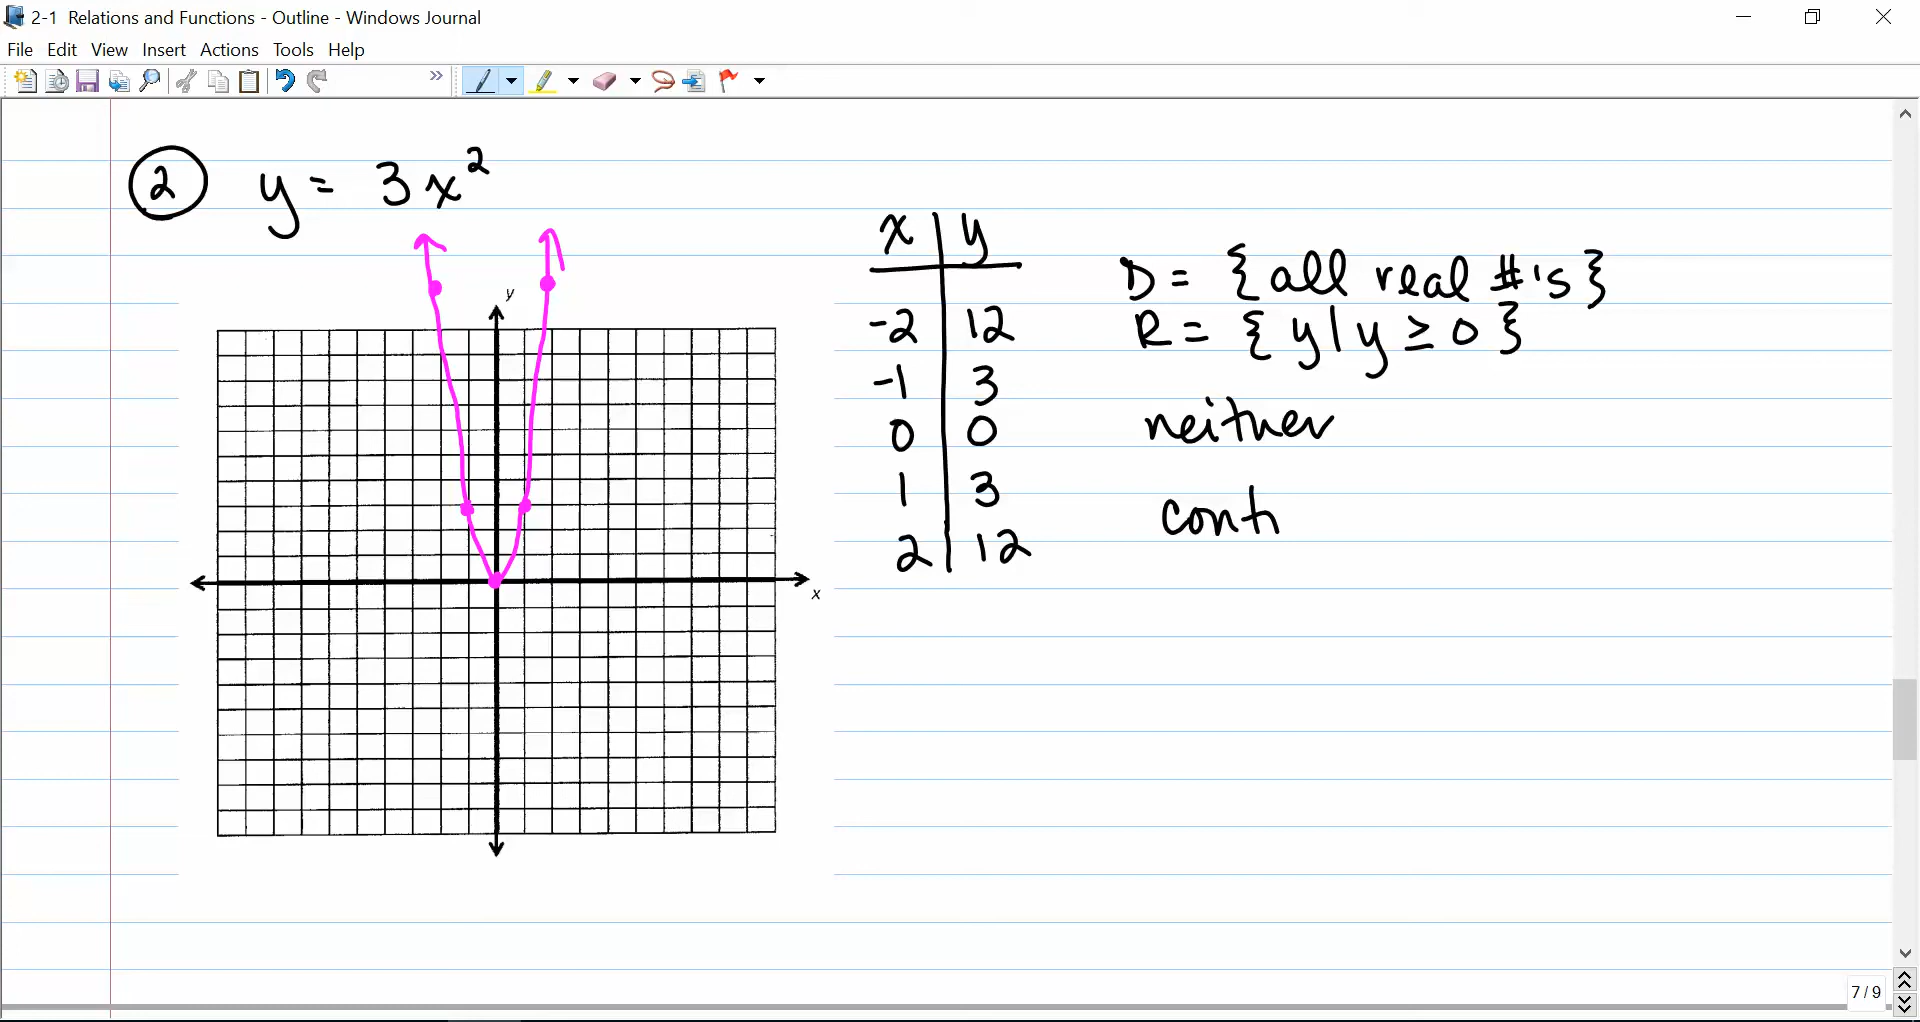 2-1 Relations and Functions - Outline - Windows Journal
File Edit View Insert Actions Tools Help
2 y = 3x²
x y
-2 12
-1 3
0 0
1 3
2 12
D = {all real #'s}
R = {y|y ≥ 0}
neither
conti
y
x
7 / 9